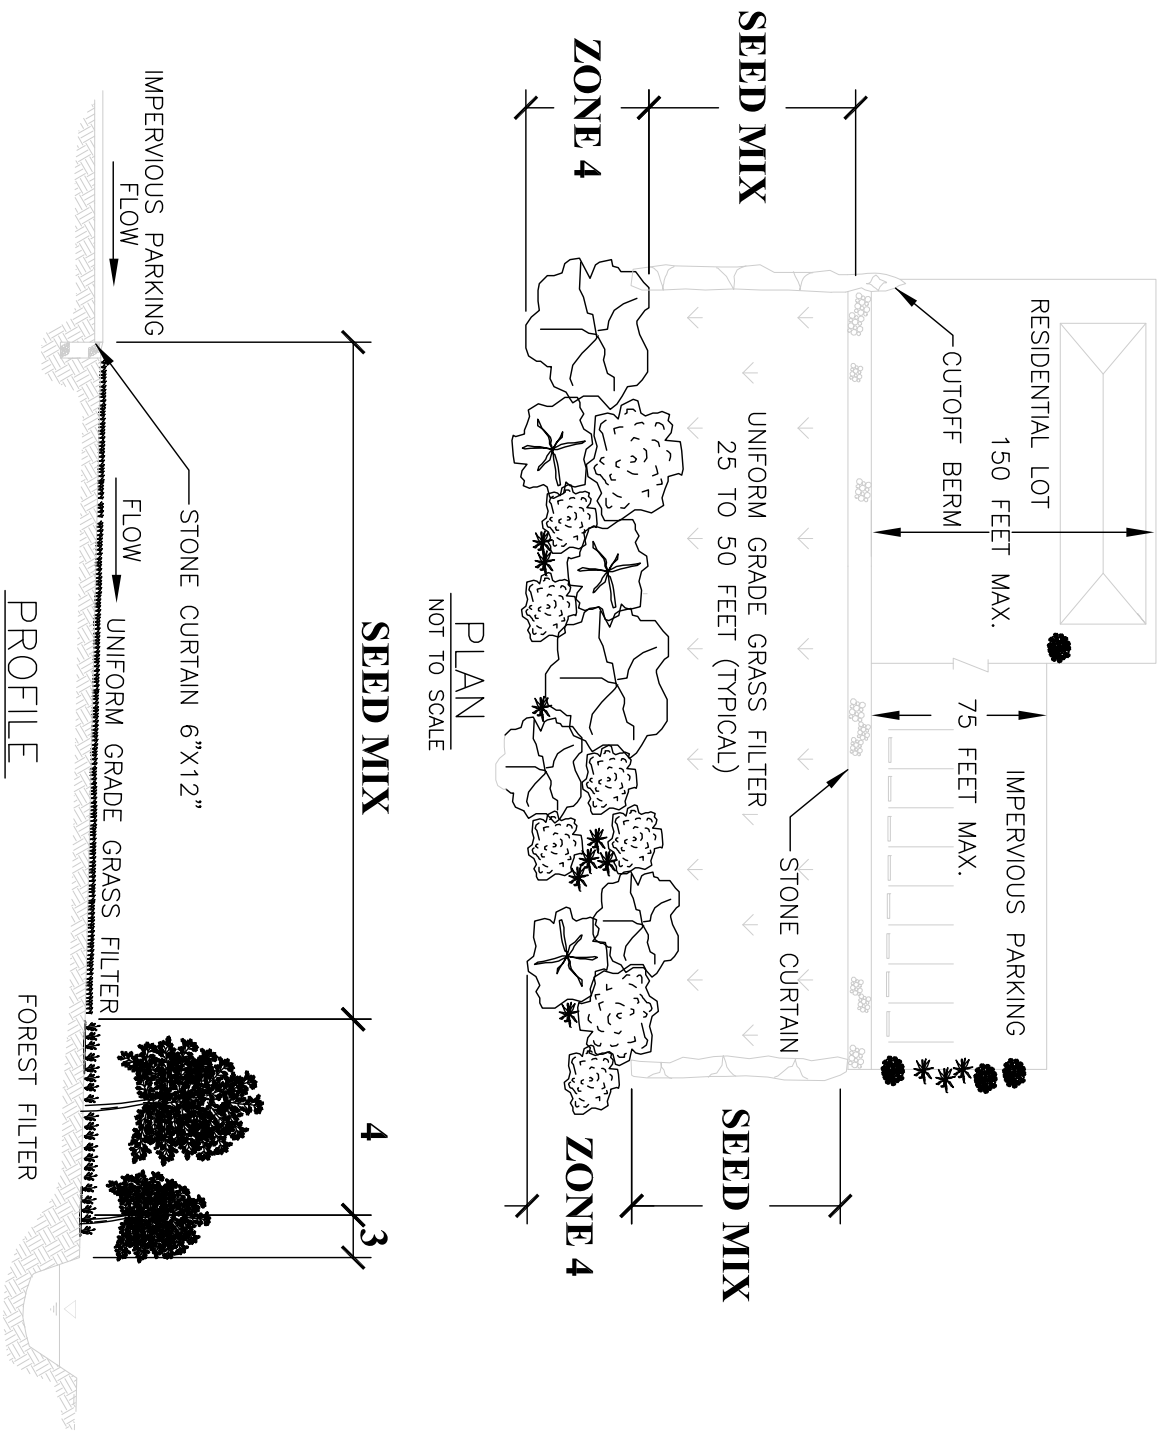 RESIDENTIAL LOT
150 FEET MAX.
CUTOFF BERM
IMPERVIOUS PARKING
75 FEET MAX.
STONE CURTAIN
SEED MIX
SEED MIX
UNIFORM GRADE GRASS FILTER
25 TO 50 FEET (TYPICAL)
ZONE 4
ZONE 4
PLAN
NOT TO SCALE
SEED MIX
4
3
STONE CURTAIN 6"X12"
IMPERVIOUS PARKING
FLOW
FLOW
UNIFORM GRADE GRASS FILTER
FOREST FILTER
PROFILE